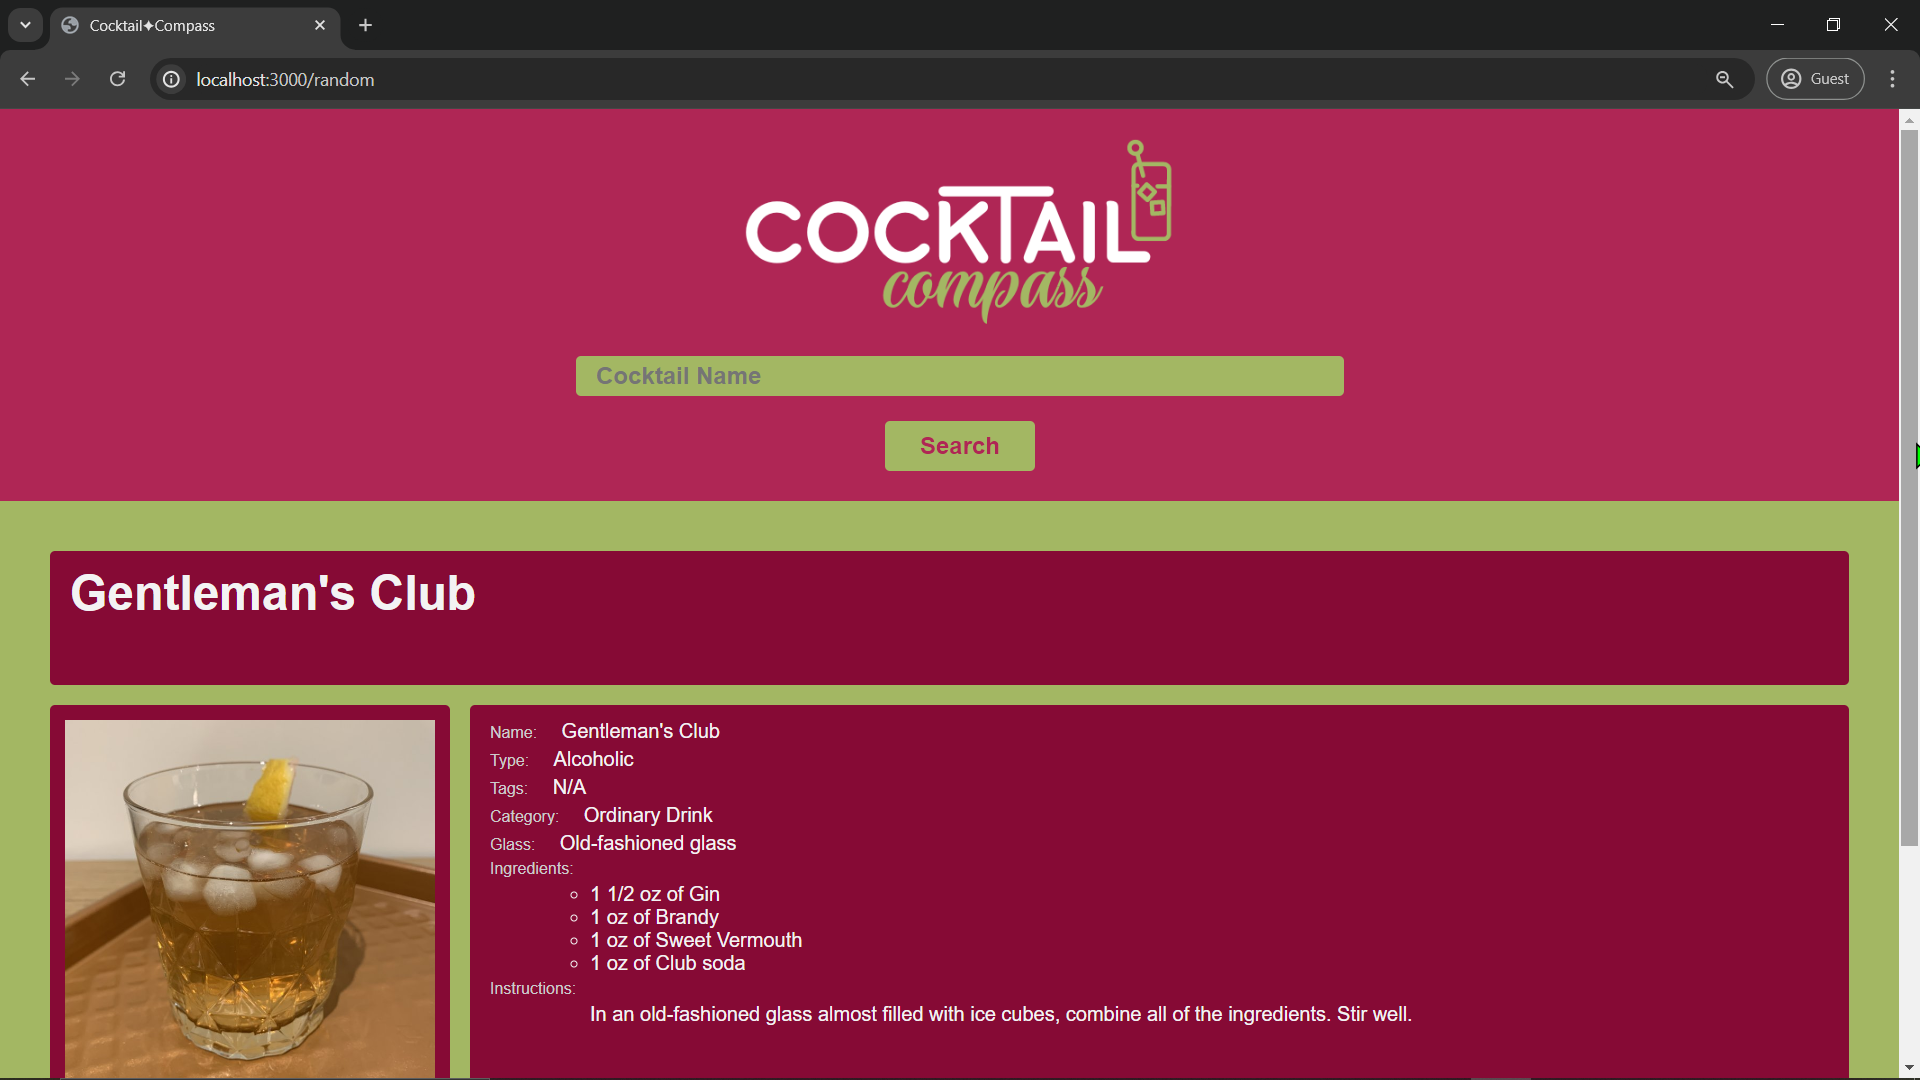 Cocktail✦Compass
localhost:3000/random
Guest
COCKTAIL
compass
Cocktail Name
Search
Gentleman's Club
Name: Gentleman's Club
Type: Alcoholic
Tags: N/A
Category: Ordinary Drink
Glass: Old-fashioned glass
Ingredients:
1 1/2 oz of Gin
1 oz of Brandy
1 oz of Sweet Vermouth
1 oz of Club soda
Instructions:
In an old-fashioned glass almost filled with ice cubes, combine all of the ingredients. Stir well.